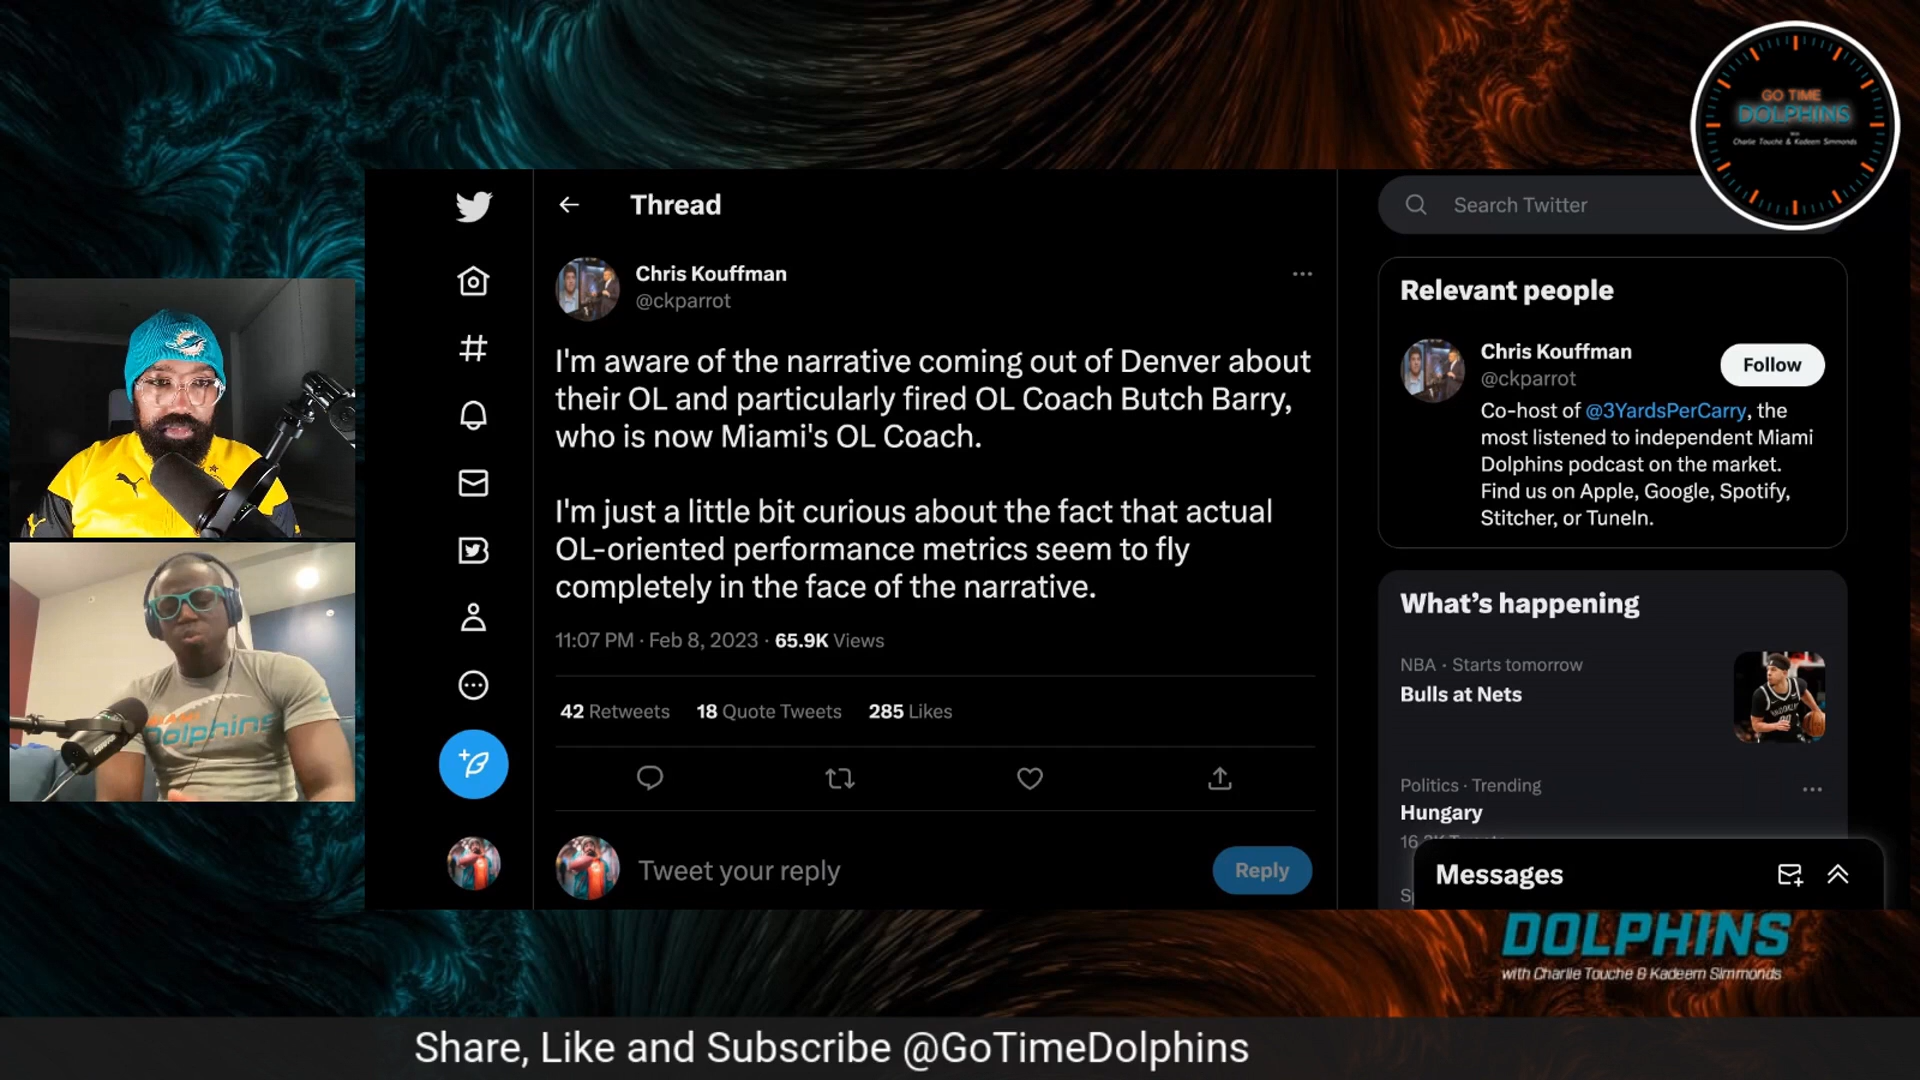 GO TIME
DOLPHINS
Charlie Touche & Kadeem Simmonds
Thread
Search Twitter
Chris Kouffman
@ckparrot
I'm aware of the narrative coming out of Denver about
their OL and particularly fired OL Coach Butch Barry,
who is now Miami's OL Coach.
I'm just a little bit curious about the fact that actual
OL-oriented performance metrics seem to fly
completely in the face of the narrative.
11:07 PM · Feb 8, 2023 · 65.9K Views
42 Retweets 18 Quote Tweets 285 Likes
Tweet your reply
Reply
Relevant people
Chris Kouffman
@ckparrot
Follow
Co-host of @3YardsPerCarry, the
most listened to independent Miami
Dolphins podcast on the market.
Find us on Apple, Google, Spotify,
Stitcher, or TuneIn.
What's happening
NBA · Starts tomorrow
Bulls at Nets
Politics · Trending
Hungary
Messages
Dolphins
DOLPHINS
with Charlie Touche & Kadeem Simmonds
Share, Like and Subscribe @GoTimeDolphins